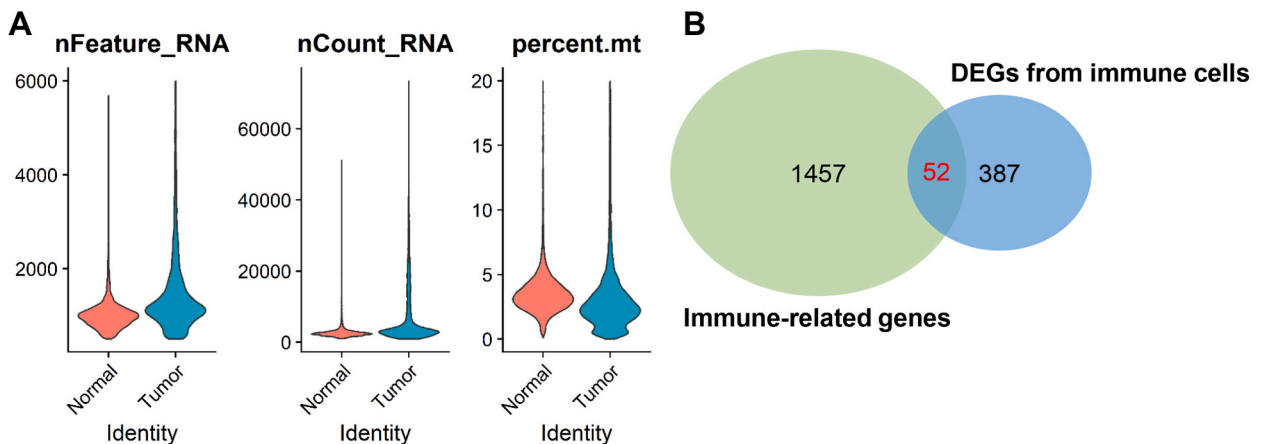 A
nFeature_RNA
6000
4000
2000
Normal
Tumor
Identity
nCount_RNA
60000
40000
20000
0
Normal
Tumor
Identity
percent.mt
20
15
10
5
0
Normal
Tumor
Identity
B
DEGs from immune cells
1457
52
387
Immune-related genes